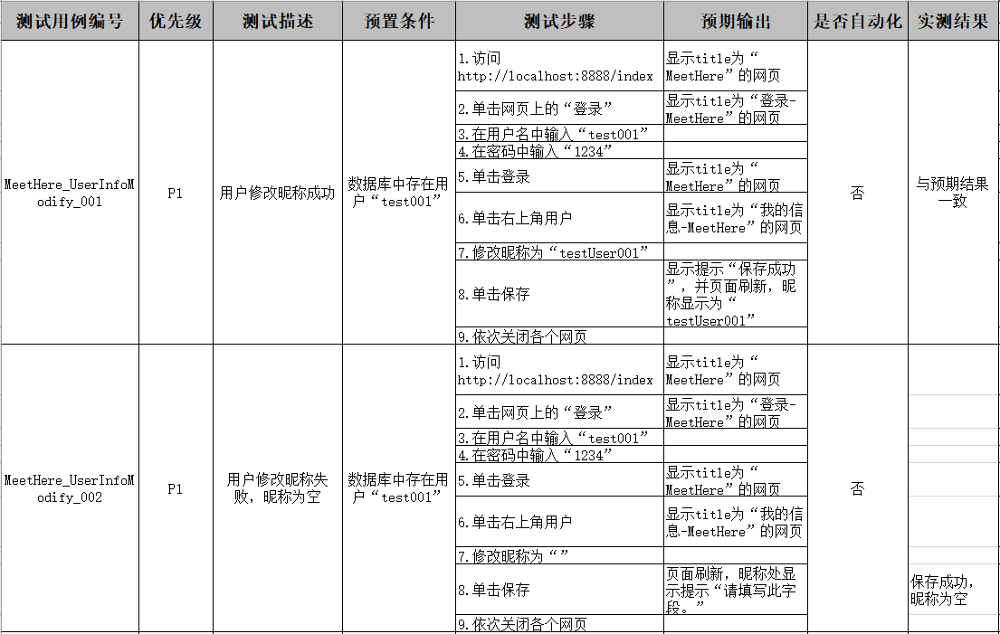 测试用例编号 优先级 测试描述 预置条件 测试步骤 预期输出 是否自动化 实测结果
MeetHere_UserInfoM
odify_001
P1
用户修改昵称成功
数据库中存在用
户“test001”
1.访问
http://localhost:8888/index
显示title为“
MeetHere”的网页
2.单击网页上的“登录”
显示title为“登录-
MeetHere”的网页
3.在用户名中输入“test001”
4.在密码中输入“1234”
5.单击登录
显示title为“
MeetHere”的网页
6.单击右上角用户
显示title为“我的信
息-MeetHere”的网页
7.修改昵称为“testUser001”
8.单击保存
显示提示“保存成功
”，并页面刷新，昵
称显示为“
testUser001”
9.依次关闭各个网页
否
与预期结果
一致
MeetHere_UserInfoM
odify_002
P1
用户修改昵称失
败，昵称为空
数据库中存在用
户“test001”
1.访问
http://localhost:8888/index
显示title为“
MeetHere”的网页
2.单击网页上的“登录”
显示title为“登录-
MeetHere”的网页
3.在用户名中输入“test001”
4.在密码中输入“1234”
5.单击登录
显示title为“
MeetHere”的网页
6.单击右上角用户
显示title为“我的信
息-MeetHere”的网页
7.修改昵称为“”
8.单击保存
页面刷新，昵称处显
示提示“请填写此字
段。”
9.依次关闭各个网页
否
保存成功，
昵称为空